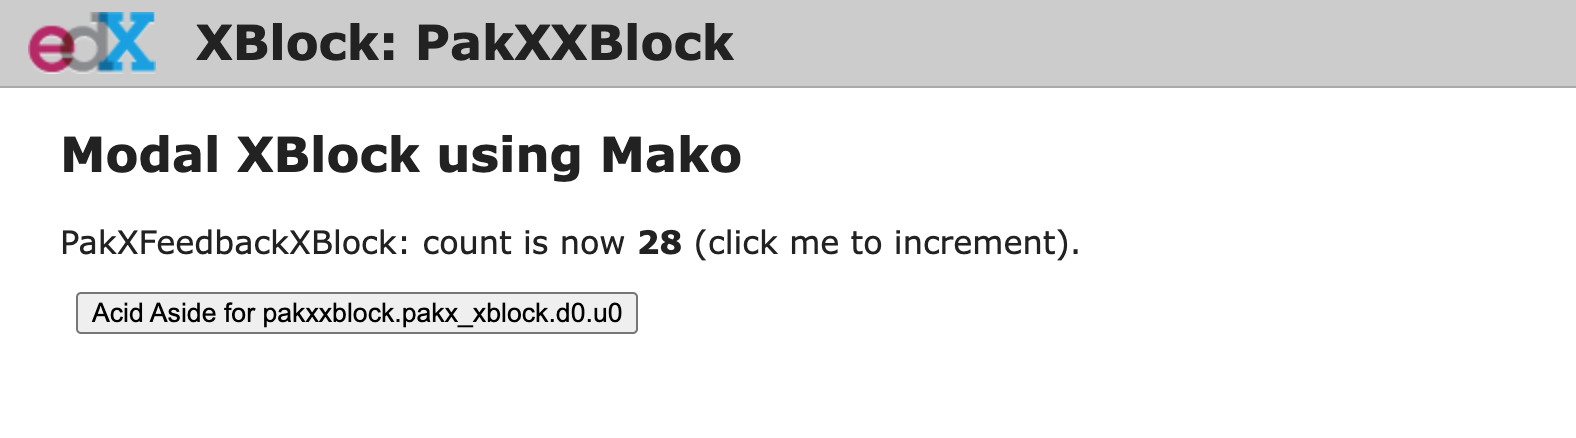 edX XBlock: PakXXBlock
Modal XBlock using Mako
PakXFeedbackXBlock: count is now 28 (click me to increment).
Acid Aside for pakxxblock.pakx_xblock.d0.u0